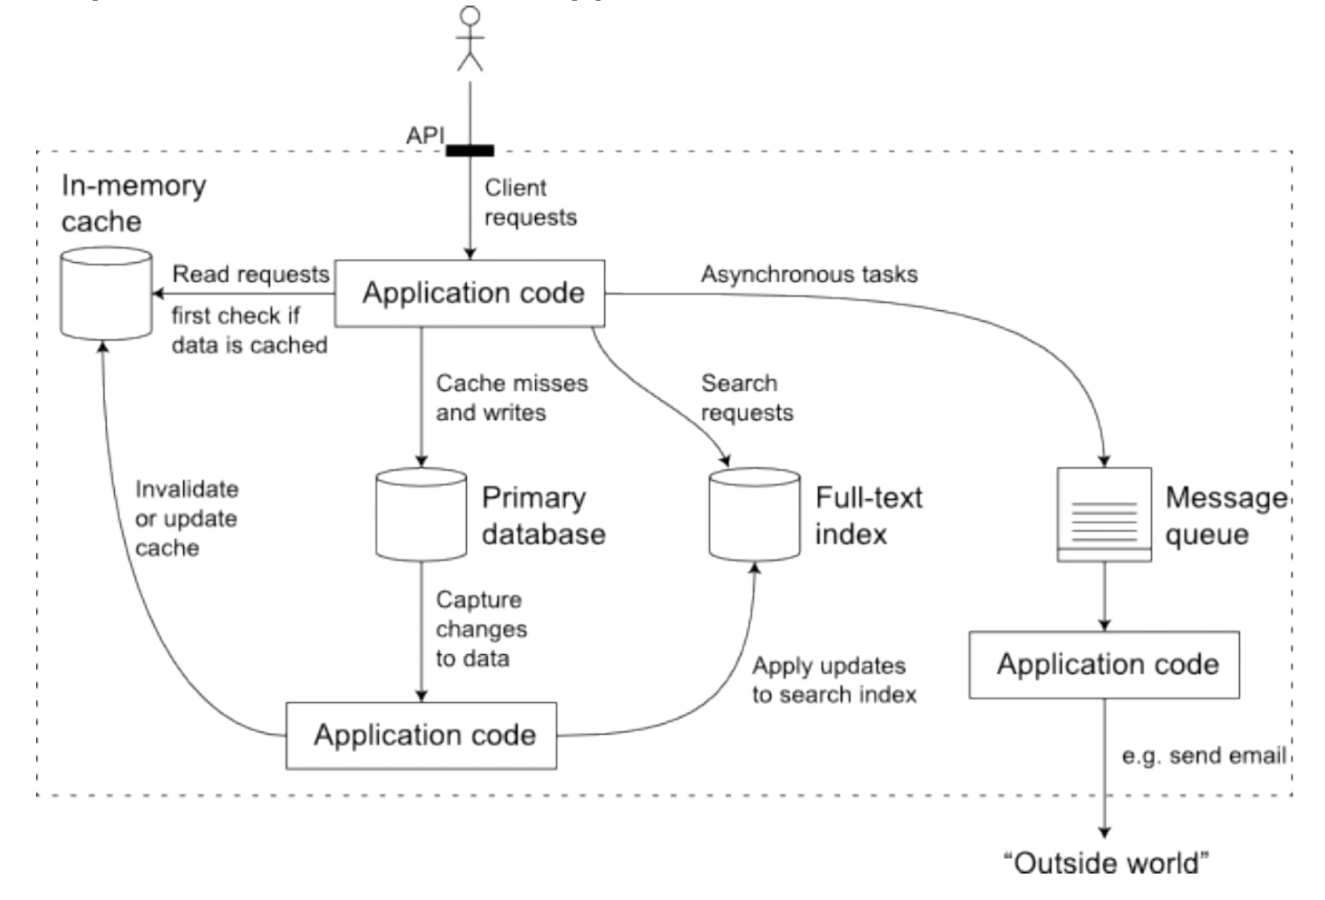 API
Client
requests
In-memory
cache
Read requests
first check if
data is cached
Application code
Asynchronous tasks
Cache misses
and writes
Search
requests
Invalidate
or update
cache
Primary
database
Full-text
index
Message
queue
Capture
changes
to data
Apply updates
to search index
Application code
Application code
e.g. send email
“Outside world”